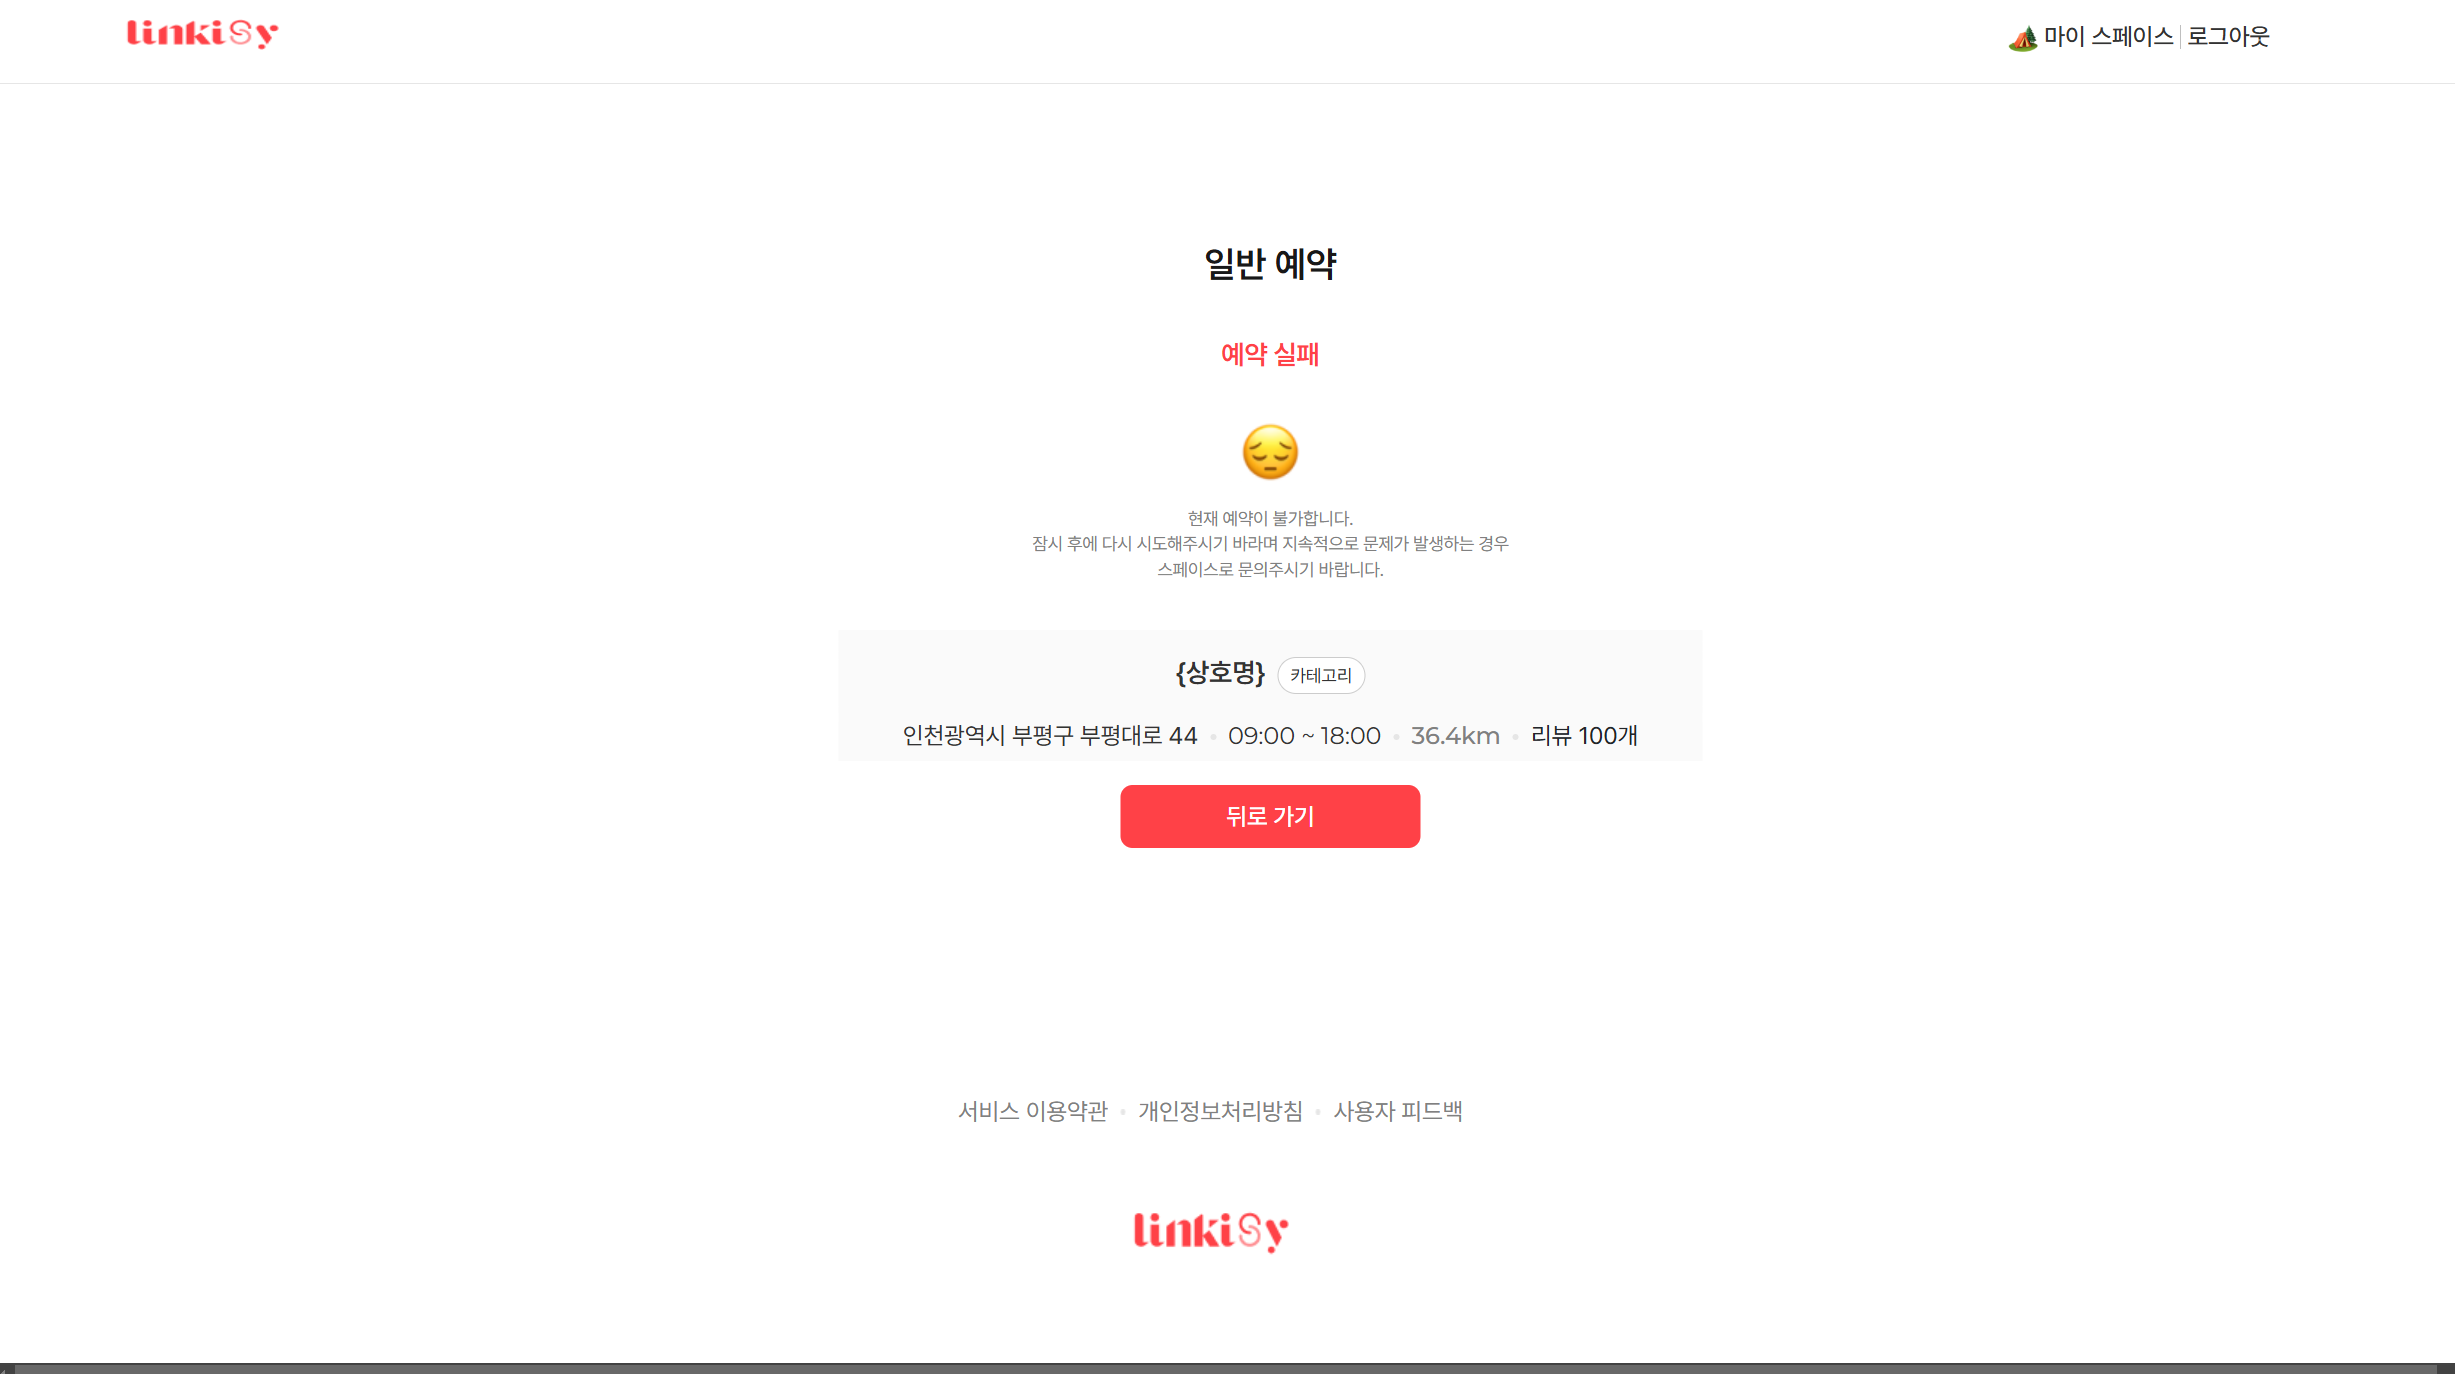 linkisy
마이 스페이스 로그아웃
일반 예약
예약 실패
현재 예약이 불가합니다.
잠시 후에 다시 시도해주시기 바라며 지속적으로 문제가 발생하는 경우
스페이스로 문의주시기 바랍니다.
{상호명} 카테고리
인천광역시 부평구 부평대로 44 • 09:00 ~ 18:00 • 36.4km • 리뷰 100개
뒤로 가기
서비스 이용약관 • 개인정보처리방침 • 사용자 피드백
linkisy